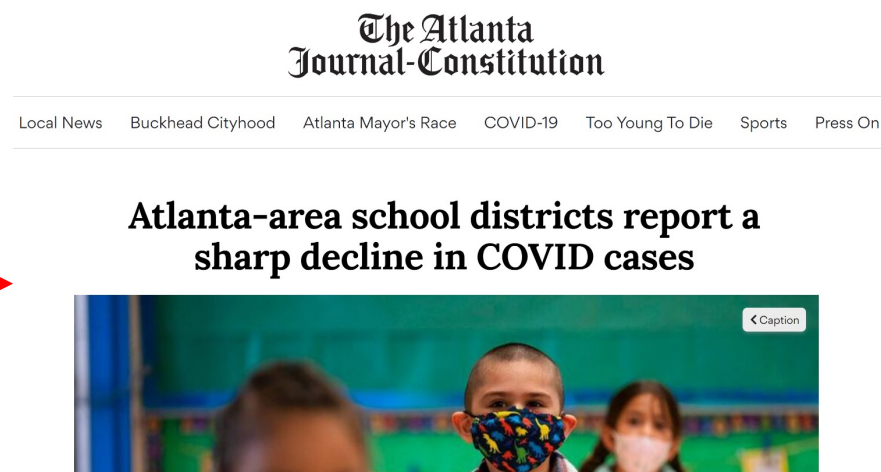 The Atlanta
Journal-Constitution
Local News Buckhead Cityhood Atlanta Mayor's Race COVID-19 Too Young To Die Sports Press On
Atlanta-area school districts report a
sharp decline in COVID cases
Caption